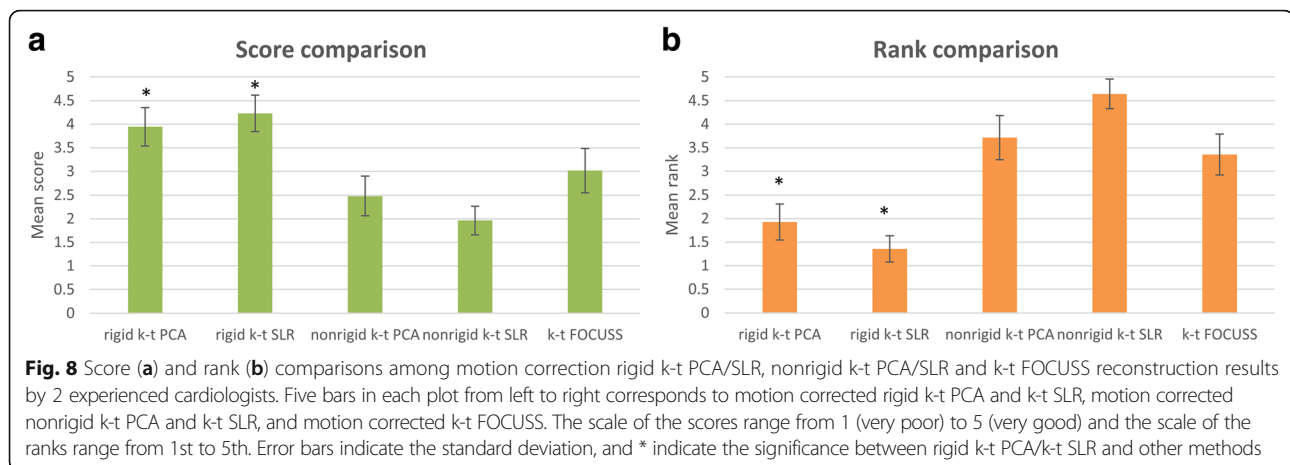 a
Score comparison
5
4.5
4
3.5
3
2.5
2
1.5
1
0.5
0
Mean score
* *
rigid k-t PCA rigid k-t SLR nonrigid k-t PCA nonrigid k-t SLR k-t FOCUSS
b
Rank comparison
5
4.5
4
3.5
3
2.5
2
1.5
1
0.5
0
Mean rank
* *
rigid k-t PCA rigid k-t SLR nonrigid k-t PCA nonrigid k-t SLR k-t FOCUSS
Fig. 8 Score (a) and rank (b) comparisons among motion correction rigid k-t PCA/SLR, nonrigid k-t PCA/SLR and k-t FOCUSS reconstruction results
by 2 experienced cardiologists. Five bars in each plot from left to right corresponds to motion corrected rigid k-t PCA and k-t SLR, motion corrected
nonrigid k-t PCA and k-t SLR, and motion corrected k-t FOCUSS. The scale of the scores range from 1 (very poor) to 5 (very good) and the scale of the
ranks range from 1st to 5th. Error bars indicate the standard deviation, and * indicate the significance between rigid k-t PCA/k-t SLR and other methods